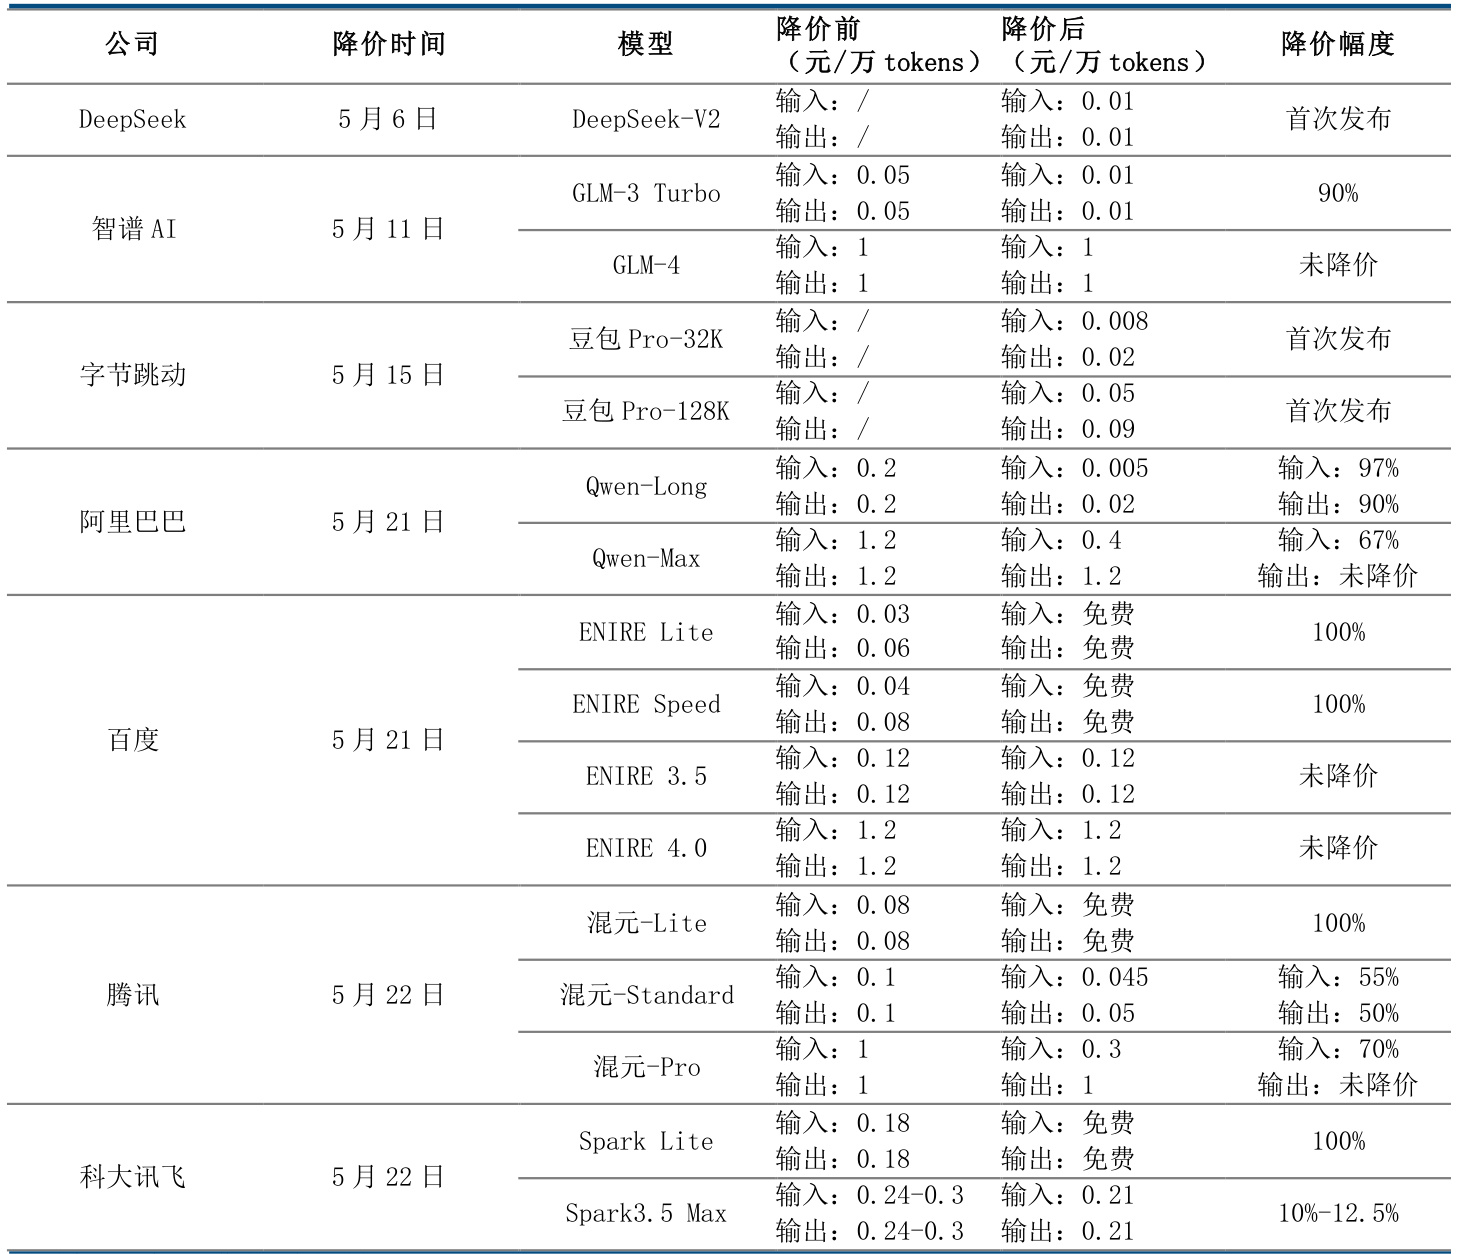 公司 降价时间 模型 降价前（元/万 tokens） 降价后（元/万 tokens） 降价幅度
DeepSeek 5 月 6 日 DeepSeek-V2 输入：/ 输入：0.01 首次发布
输出：/ 输出：0.01
智谱 AI 5 月 11 日 GLM-3 Turbo 输入：0.05 输入：0.01 90%
输出：0.05 输出：0.01
GLM-4 输入：1 输入：1 未降价
输出：1 输出：1
字节跳动 5 月 15 日 豆包 Pro-32K 输入：/ 输入：0.008 首次发布
输出：/ 输出：0.02
豆包 Pro-128K 输入：/ 输入：0.05 首次发布
输出：/ 输出：0.09
阿里巴巴 5 月 21 日 Qwen-Long 输入：0.2 输入：0.005 输入：97%
输出：0.2 输出：0.02 输出：90%
Qwen-Max 输入：1.2 输入：0.4 输入：67%
输出：1.2 输出：1.2 输出：未降价
百度 5 月 21 日 ENIRE Lite 输入：0.03 输入：免费 100%
输出：0.06 输出：免费
ENIRE Speed 输入：0.04 输入：免费 100%
输出：0.08 输出：免费
ENIRE 3.5 输入：0.12 输入：0.12 未降价
输出：0.12 输出：0.12
ENIRE 4.0 输入：1.2 输入：1.2 未降价
输出：1.2 输出：1.2
腾讯 5 月 22 日 混元-Lite 输入：0.08 输入：免费 100%
输出：0.08 输出：免费
混元-Standard 输入：0.1 输入：0.045 输入：55%
输出：0.1 输出：0.05 输出：50%
混元-Pro 输入：1 输入：0.3 输入：70%
输出：1 输出：1 输出：未降价
科大讯飞 5 月 22 日 Spark Lite 输入：0.18 输入：免费 100%
输出：0.18 输出：免费
Spark3.5 Max 输入：0.24-0.3 输入：0.21 10%-12.5%
输出：0.24-0.3 输出：0.21